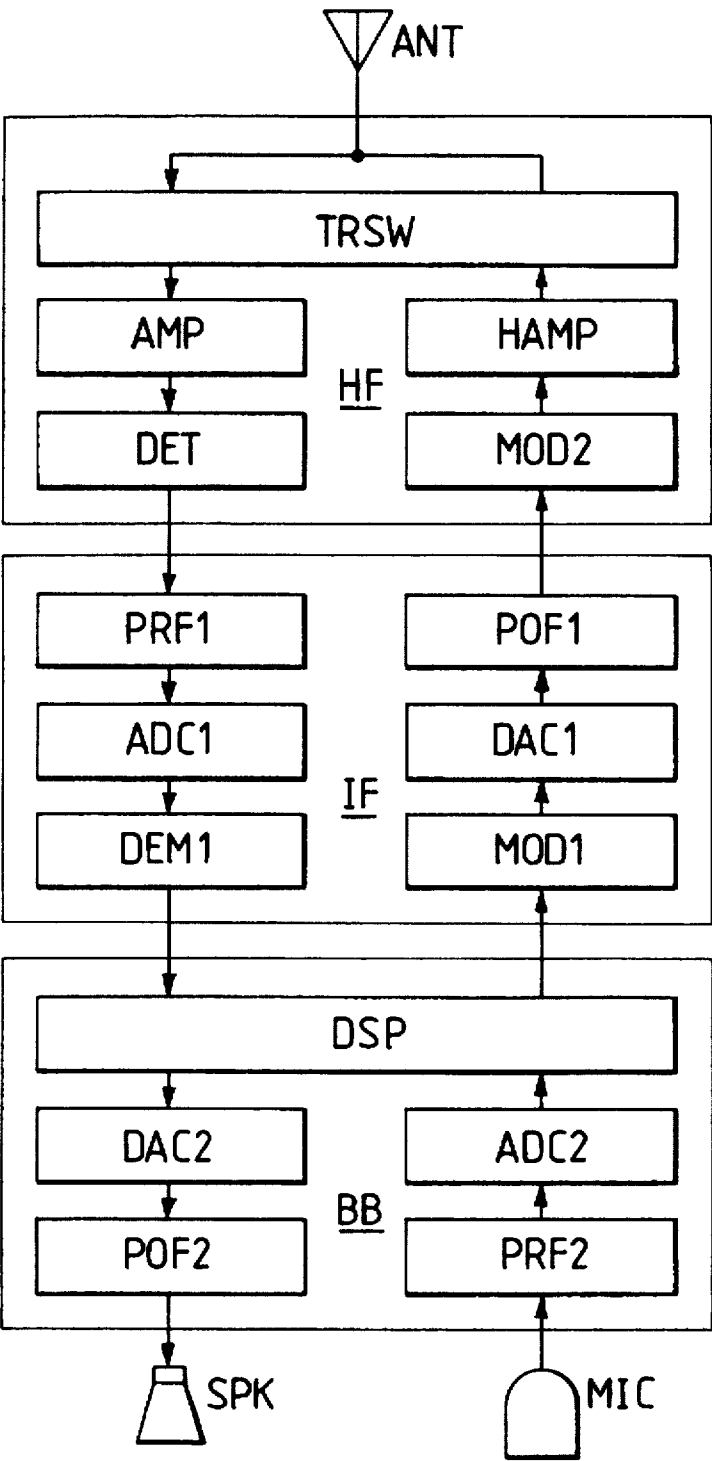 ANT
TRSW
AMP
HAMP
HF
DET
MOD2
PRF1
POF1
ADC1
DAC1
IF
DEM1
MOD1
DSP
DAC2
ADC2
BB
POF2
PRF2
SPK
MIC